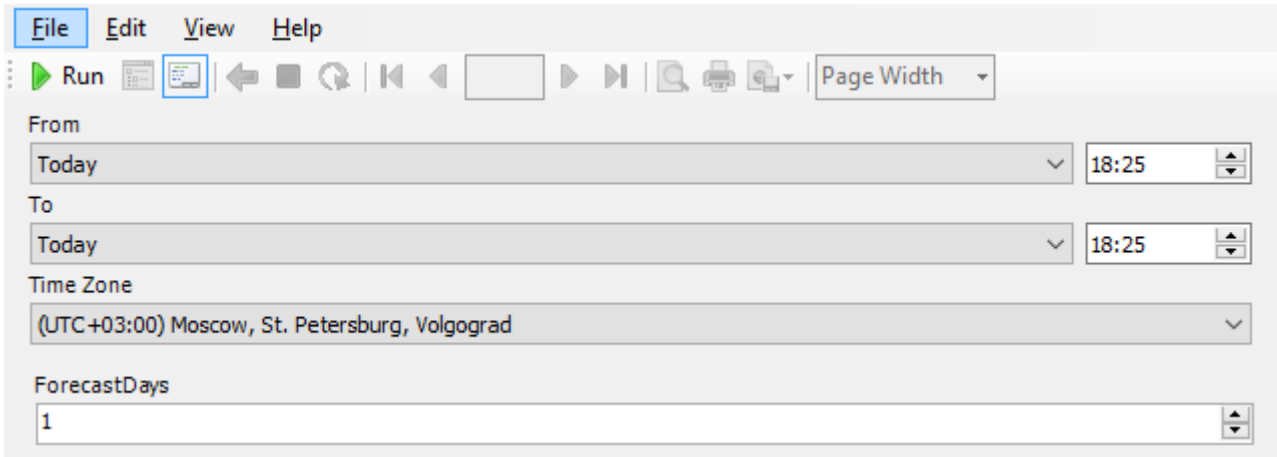 File Edit View Help
Run Page Width
From
Today 18:25
To
Today 18:25
Time Zone
(UTC+03:00) Moscow, St. Petersburg, Volgograd
ForecastDays
1